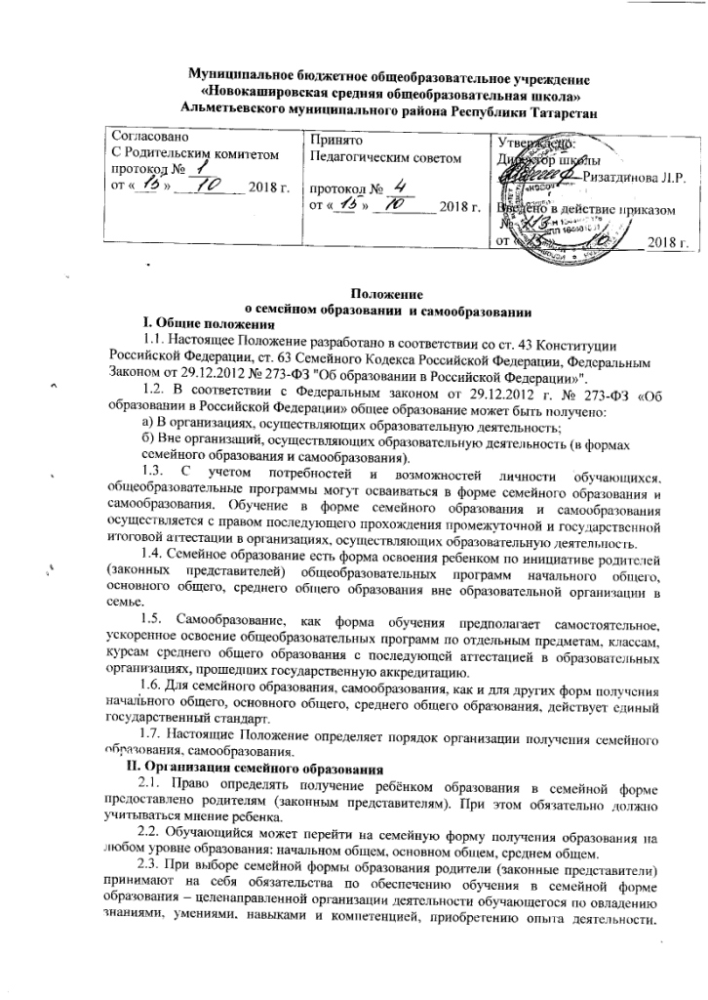 Муниципальное бюджетное общеобразовательное учреждение
«Новокашировская средняя общеобразовательная школа»
Альметьевского муниципального района Республики Татарстан
Согласовано
С Родительским комитетом
протокол № 1
от « 15 » 10 2018 г.
Принято
Педагогическим советом
протокол № 4
от « 15 » 10 2018 г.
Утверждено:
Директор школы
Ризатдинова Л.Р.
Введено в действие приказом
№ 113
от « 15 » 10 2018 г.
Положение
о семейном образовании и самообразовании
I. Общие положения
1.1. Настоящее Положение разработано в соответствии со ст. 43 Конституции
Российской Федерации, ст. 63 Семейного Кодекса Российской Федерации, Федеральным
Законом от 29.12.2012 № 273-ФЗ "Об образовании в Российской Федерации»".
1.2. В соответствии с Федеральным законом от 29.12.2012 г. № 273-ФЗ «Об
образовании в Российской Федерации» общее образование может быть получено:
а) В организациях, осуществляющих образовательную деятельность;
б) Вне организаций, осуществляющих образовательную деятельность (в формах
семейного образования и самообразования).
1.3. С учетом потребностей и возможностей личности обучающихся,
общеобразовательные программы могут осваиваться в форме семейного образования и
самообразования. Обучение в форме семейного образования и самообразования
осуществляется с правом последующего прохождения промежуточной и государственной
итоговой аттестации в организациях, осуществляющих образовательную деятельность.
1.4. Семейное образование есть форма освоения ребенком по инициативе родителей
(законных представителей) общеобразовательных программ начального общего,
основного общего, среднего общего образования вне образовательной организации в
семье.
1.5. Самообразование, как форма обучения предполагает самостоятельное,
ускоренное освоение общеобразовательных программ по отдельным предметам, классам,
курсам среднего общего образования с последующей аттестацией в образовательных
организациях, прошедших государственную аккредитацию.
1.6. Для семейного образования, самообразования, как и для других форм получения
начального общего, основного общего, среднего общего образования, действует единый
государственный стандарт.
1.7. Настоящие Положение определяет порядок организации получения семейного
образования, самообразования.
II. Организация семейного образования
2.1. Право определять получение ребёнком образования в семейной форме
предоставлено родителям (законным представителям). При этом обязательно должно
учитываться мнение ребенка.
2.2. Обучающийся может перейти на семейную форму получения образования на
любом уровне образования: начальном общем, основном общем, среднем общем.
2.3. При выборе семейной формы образования родители (законные представители)
принимают на себя обязательства по обеспечению обучения в семейной форме
образования – целенаправленной организации деятельности обучающегося по овладению
знаниями, умениями, навыками и компетенцией, приобретению опыта деятельности,